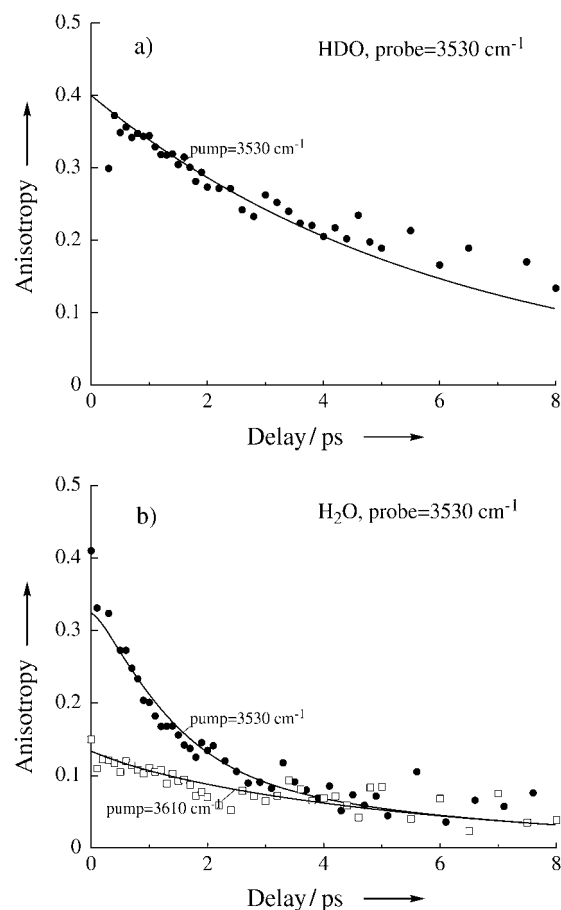 0.5
a)
HDO, probe=3530 cm⁻¹
0.4
pump=3530 cm⁻¹
0.3
Anisotropy
0.2
0.1
0
0 2 4 6 8
Delay / ps
0.5
b)
H₂O, probe=3530 cm⁻¹
0.4
0.3
Anisotropy
0.2
pump=3530 cm⁻¹
0.1
pump=3610 cm⁻¹
0
0 2 4 6 8
Delay / ps